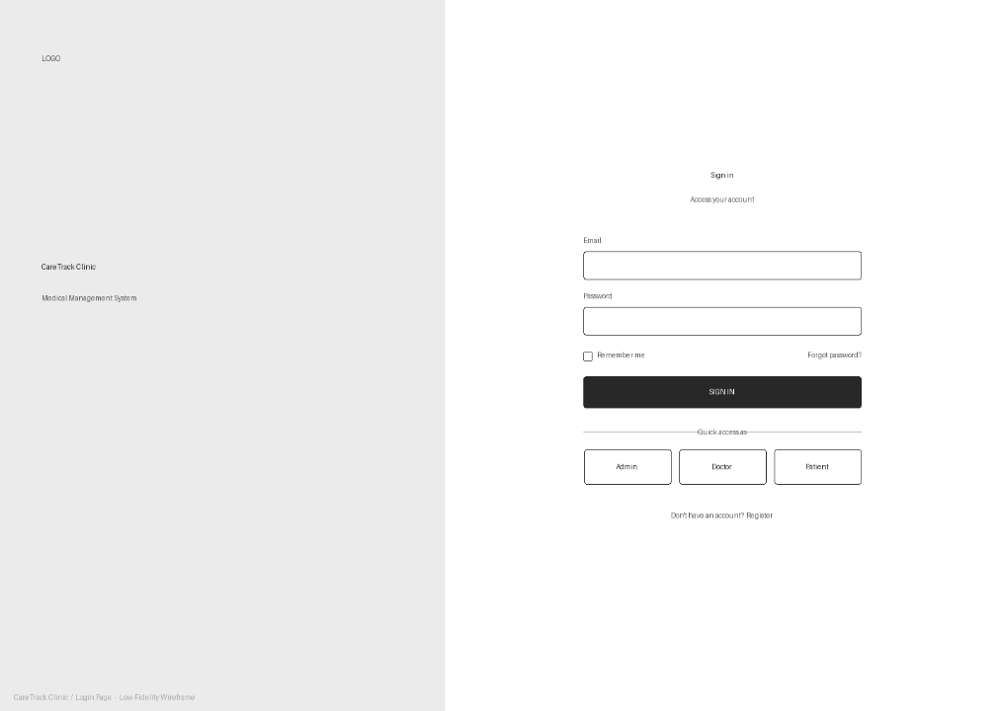 LOGO
CareTrack Clinic
Medical Management System
Sign in
Access your account
Email
Password
Remember me
Forgot password?
SIGN IN
Quick access as
Admin
Doctor
Patient
Don't have an account? Register
CareTrack Clinic / Login Page - Low-Fidelity Wireframe